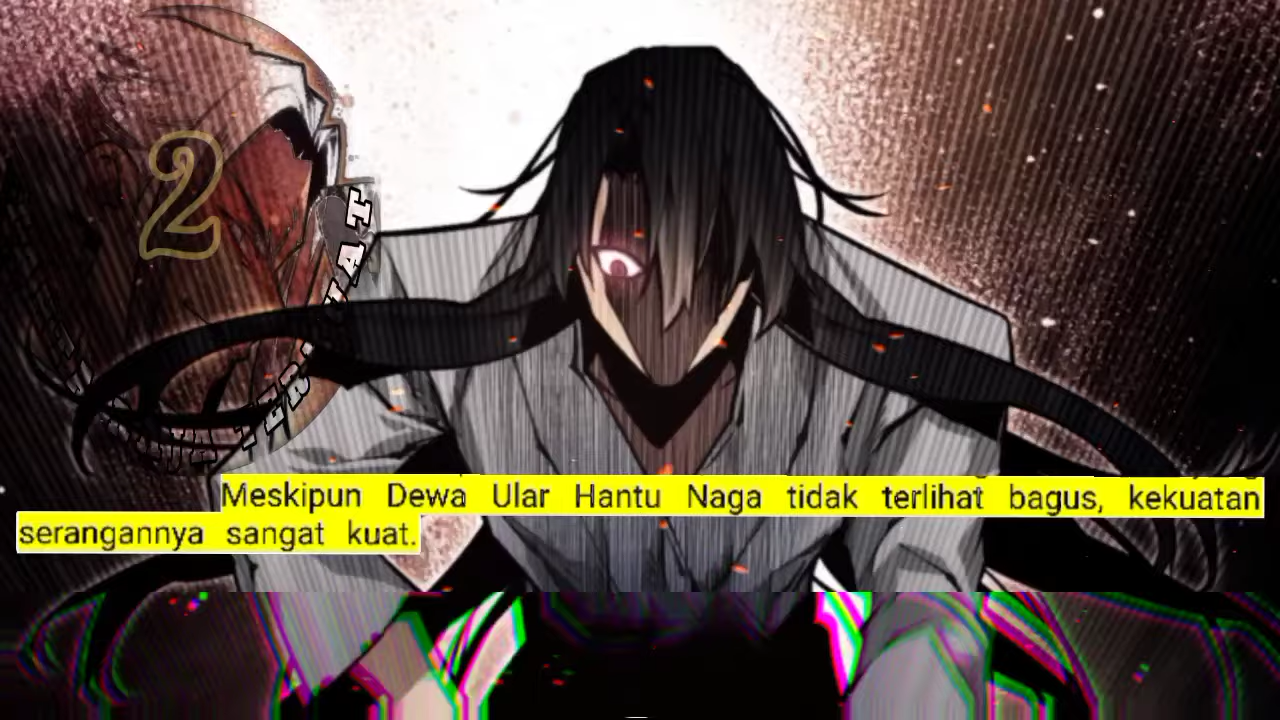 2
Meskipun Dewa Ular Hantu Naga tidak terlihat bagus, kekuatan
serangannya sangat kuat.